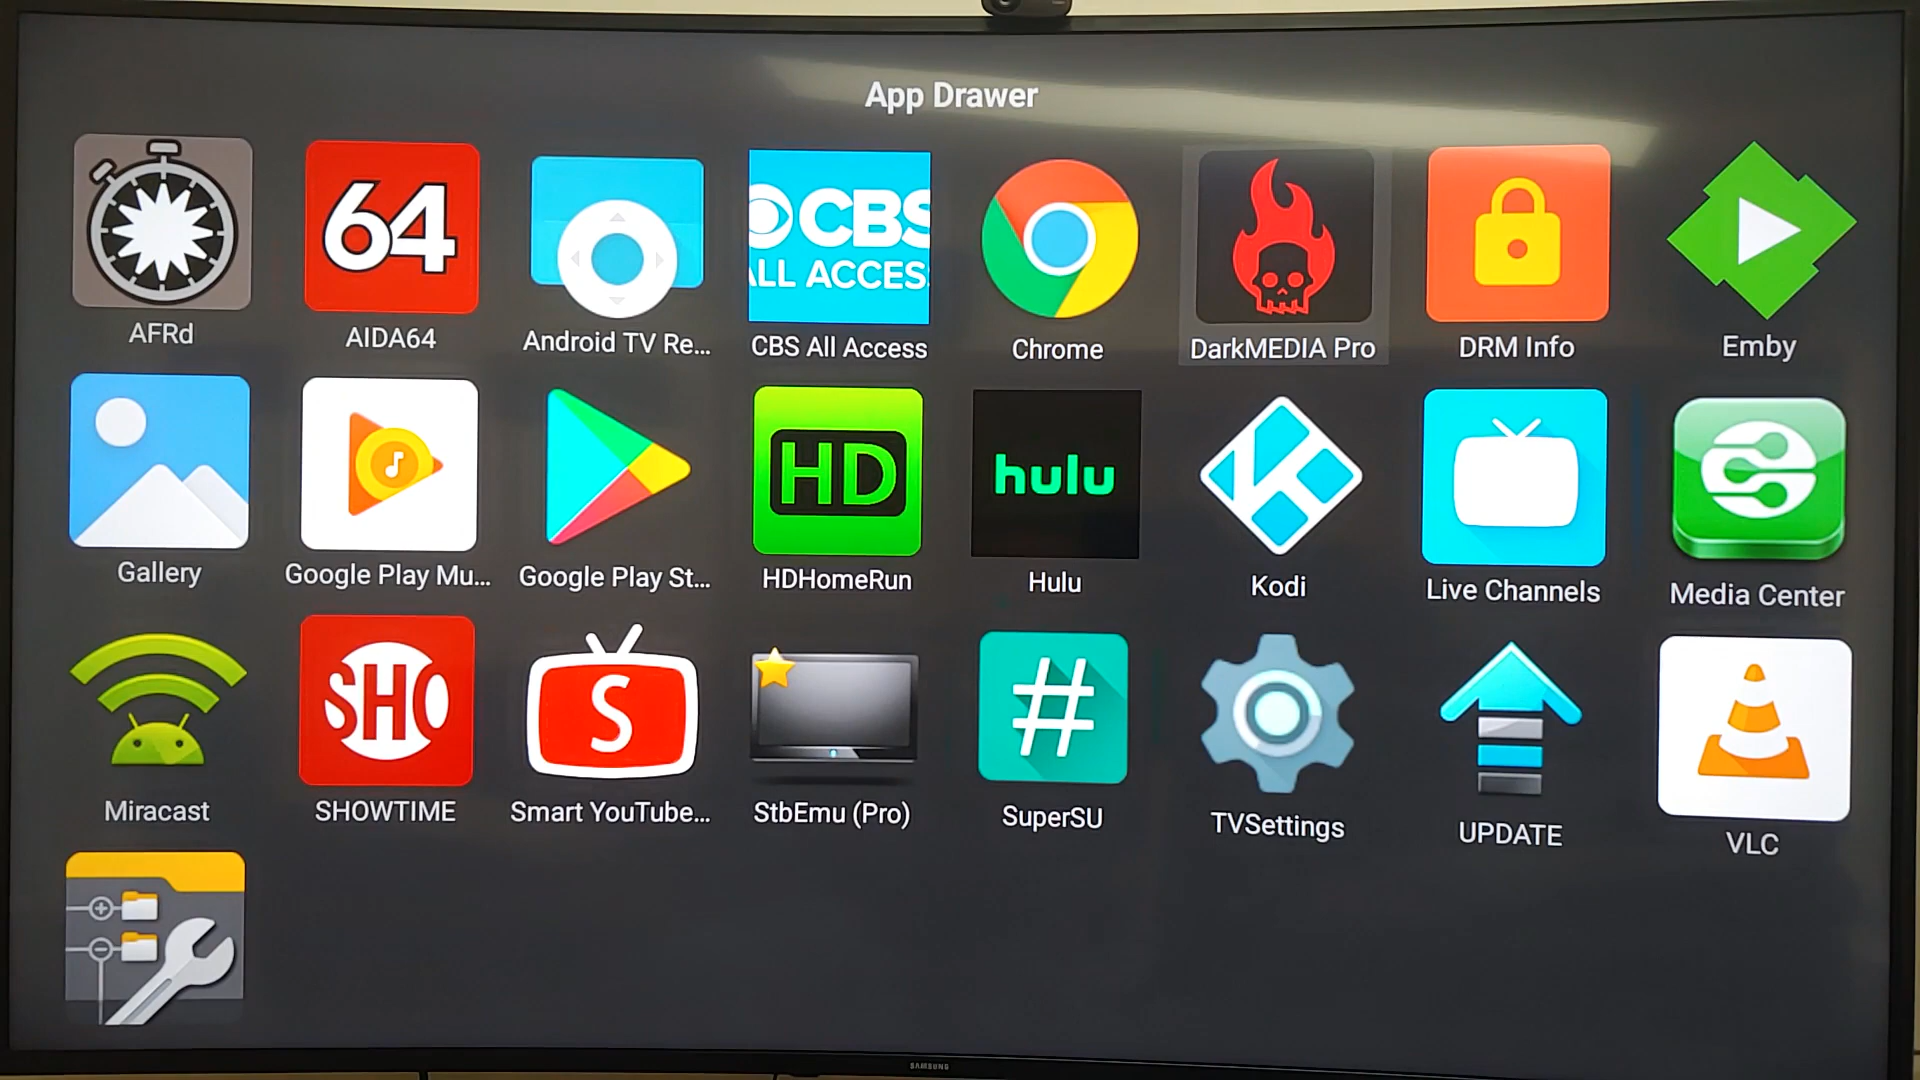 App Drawer
64
CBS
ALL ACCESS
AFRd
AIDA64
Android TV Re...
CBS All Access
Chrome
DarkMEDIA Pro
DRM Info
Emby
HD
hulu
Gallery
Google Play Mu...
Google Play St...
HDHomeRun
Hulu
Kodi
Live Channels
Media Center
SHO
S
#
Miracast
SHOWTIME
Smart YouTube...
StbEmu (Pro)
SuperSU
TVSettings
UPDATE
VLC
SAMSUNG